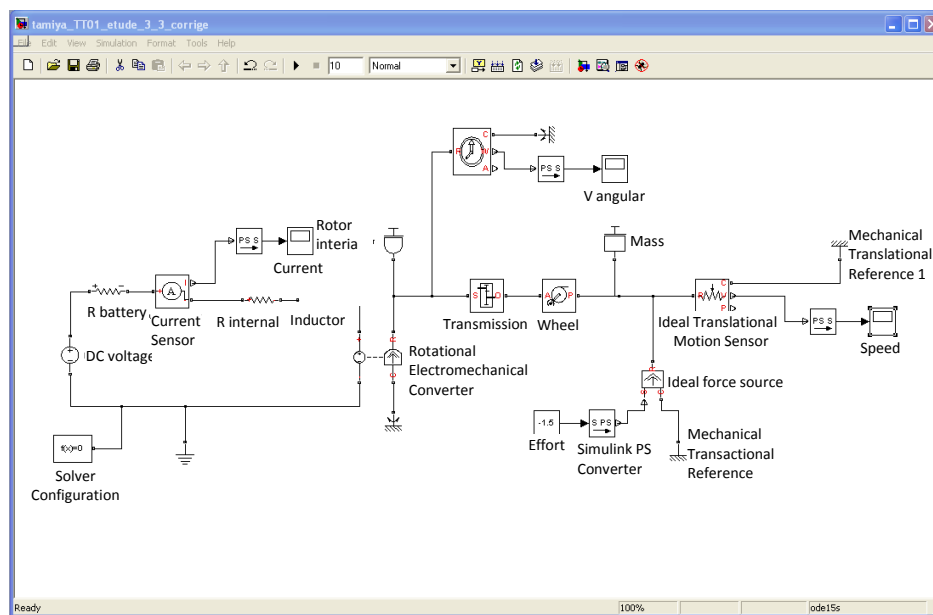 tamiya_TT01_etude_3_3_corrige
File Edit View Simulation Format Tools Help
10 Normal
C
R V
A
PS S
V angular
Rotor
interia
PS S
Current
Mass
Mechanical
Translational
Reference 1
I
A
R battery
Current
Sensor
R internal
Inductor
S O
Transmission
A P
Wheel
C
R V
P
Ideal Translational
Motion Sensor
PS S
Speed
DC voltage
Rotational
Electromechanical
Converter
Ideal force source
-1.5
Effort
S PS
Simulink PS
Converter
Mechanical
Transactional
Reference
f(x)=0
Solver
Configuration
Ready 100% ode15s